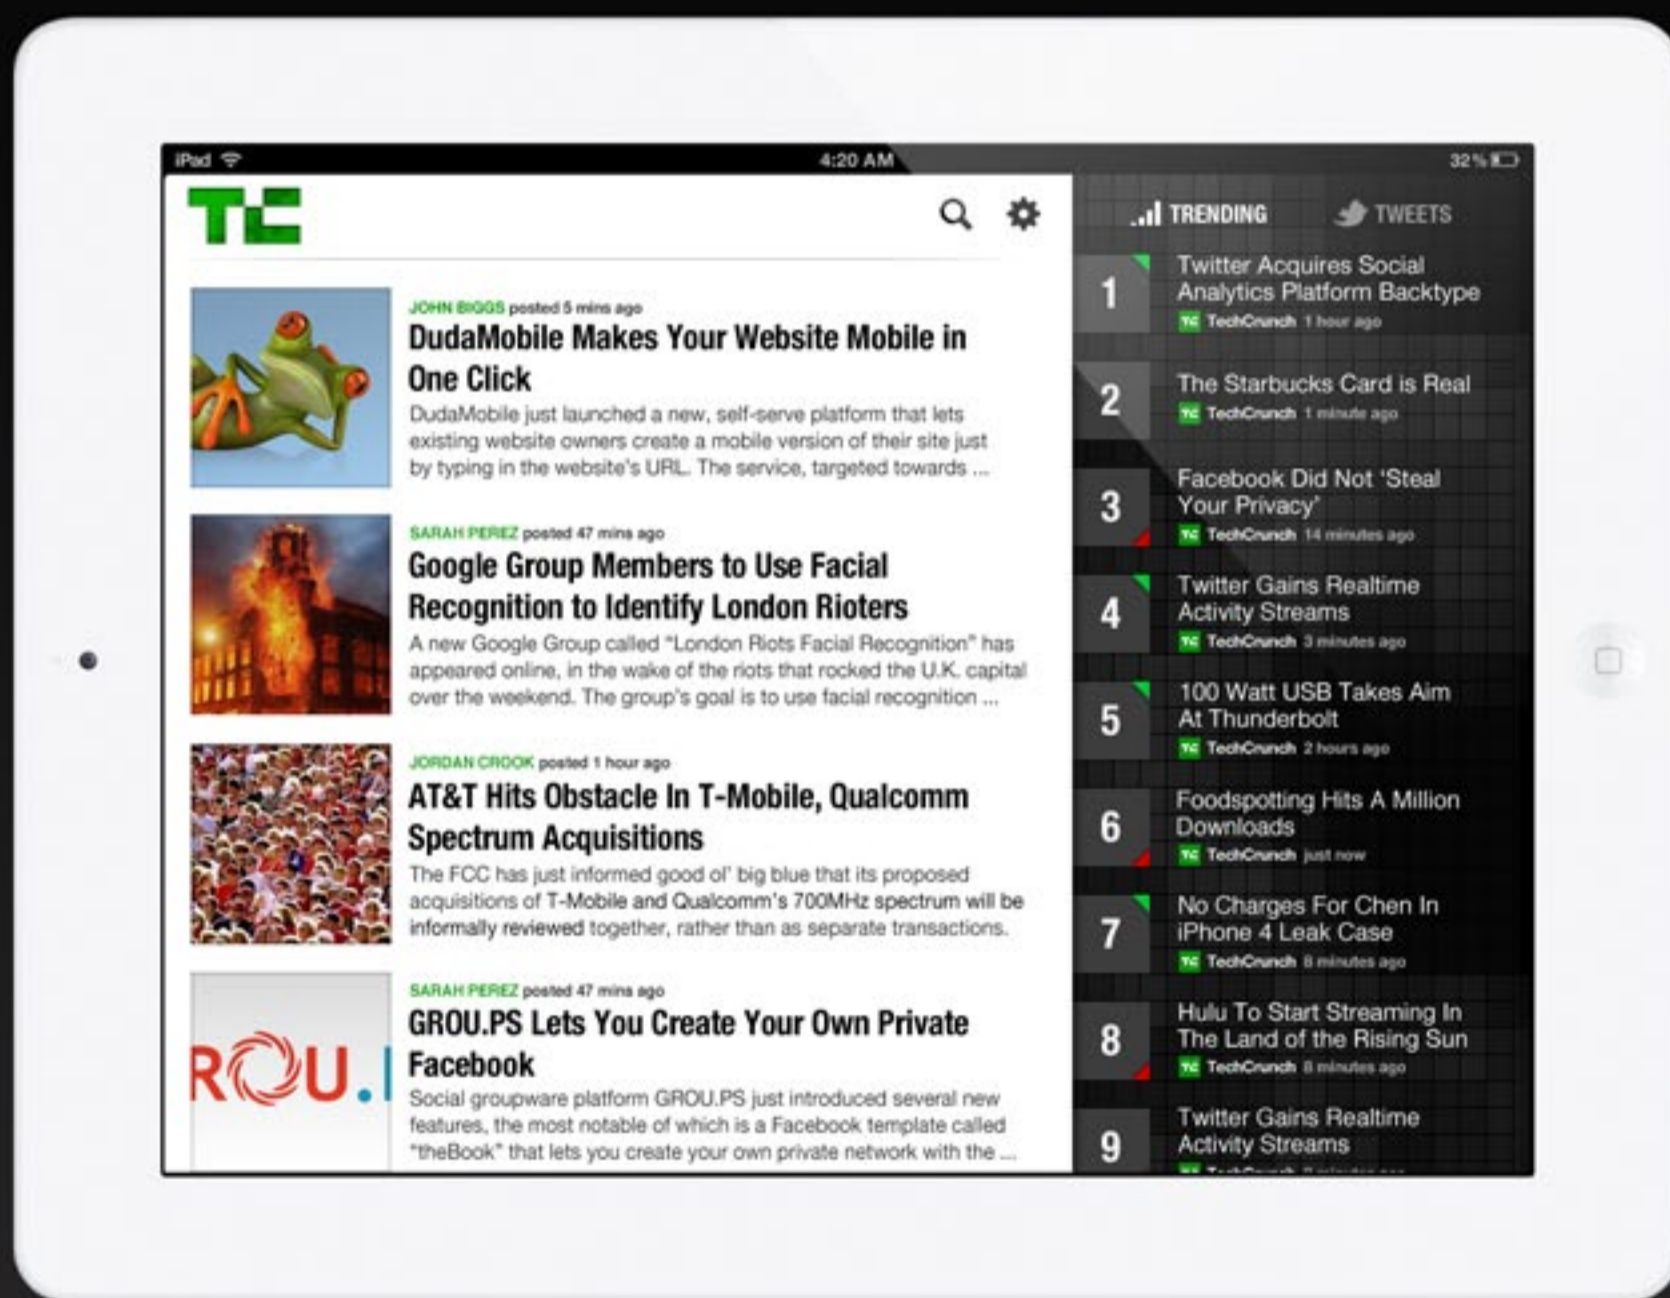 iPad
4:20 AM
32%
TC
JOHN BIGGS posted 5 mins ago
DudaMobile Makes Your Website Mobile in
One Click
DudaMobile just launched a new, self-serve platform that lets
existing website owners create a mobile version of their site just
by typing in the website's URL. The service, targeted towards ...
SARAH PEREZ posted 47 mins ago
Google Group Members to Use Facial
Recognition to Identify London Rioters
A new Google Group called "London Riots Facial Recognition" has
appeared online, in the wake of the riots that rocked the U.K. capital
over the weekend. The group's goal is to use facial recognition ...
JORDAN CROOK posted 1 hour ago
AT&T Hits Obstacle In T-Mobile, Qualcomm
Spectrum Acquisitions
The FCC has just informed good ol' big blue that its proposed
acquisitions of T-Mobile and Qualcomm's 700MHz spectrum will be
informally reviewed together, rather than as separate transactions.
ROU.
SARAH PEREZ posted 47 mins ago
GROU.PS Lets You Create Your Own Private
Facebook
Social groupware platform GROU.PS just introduced several new
features, the most notable of which is a Facebook template called
"theBook" that lets you create your own private network with the ...
TRENDING
TWEETS
1
Twitter Acquires Social
Analytics Platform Backtype
TC TechCrunch 1 hour ago
2
The Starbucks Card is Real
TC TechCrunch 1 minute ago
3
Facebook Did Not 'Steal
Your Privacy'
TC TechCrunch 14 minutes ago
4
Twitter Gains Realtime
Activity Streams
TC TechCrunch 3 minutes ago
5
100 Watt USB Takes Aim
At Thunderbolt
TC TechCrunch 2 hours ago
6
Foodspotting Hits A Million
Downloads
TC TechCrunch just now
7
No Charges For Chen In
iPhone 4 Leak Case
TC TechCrunch 8 minutes ago
8
Hulu To Start Streaming In
The Land of the Rising Sun
TC TechCrunch 8 minutes ago
9
Twitter Gains Realtime
Activity Streams